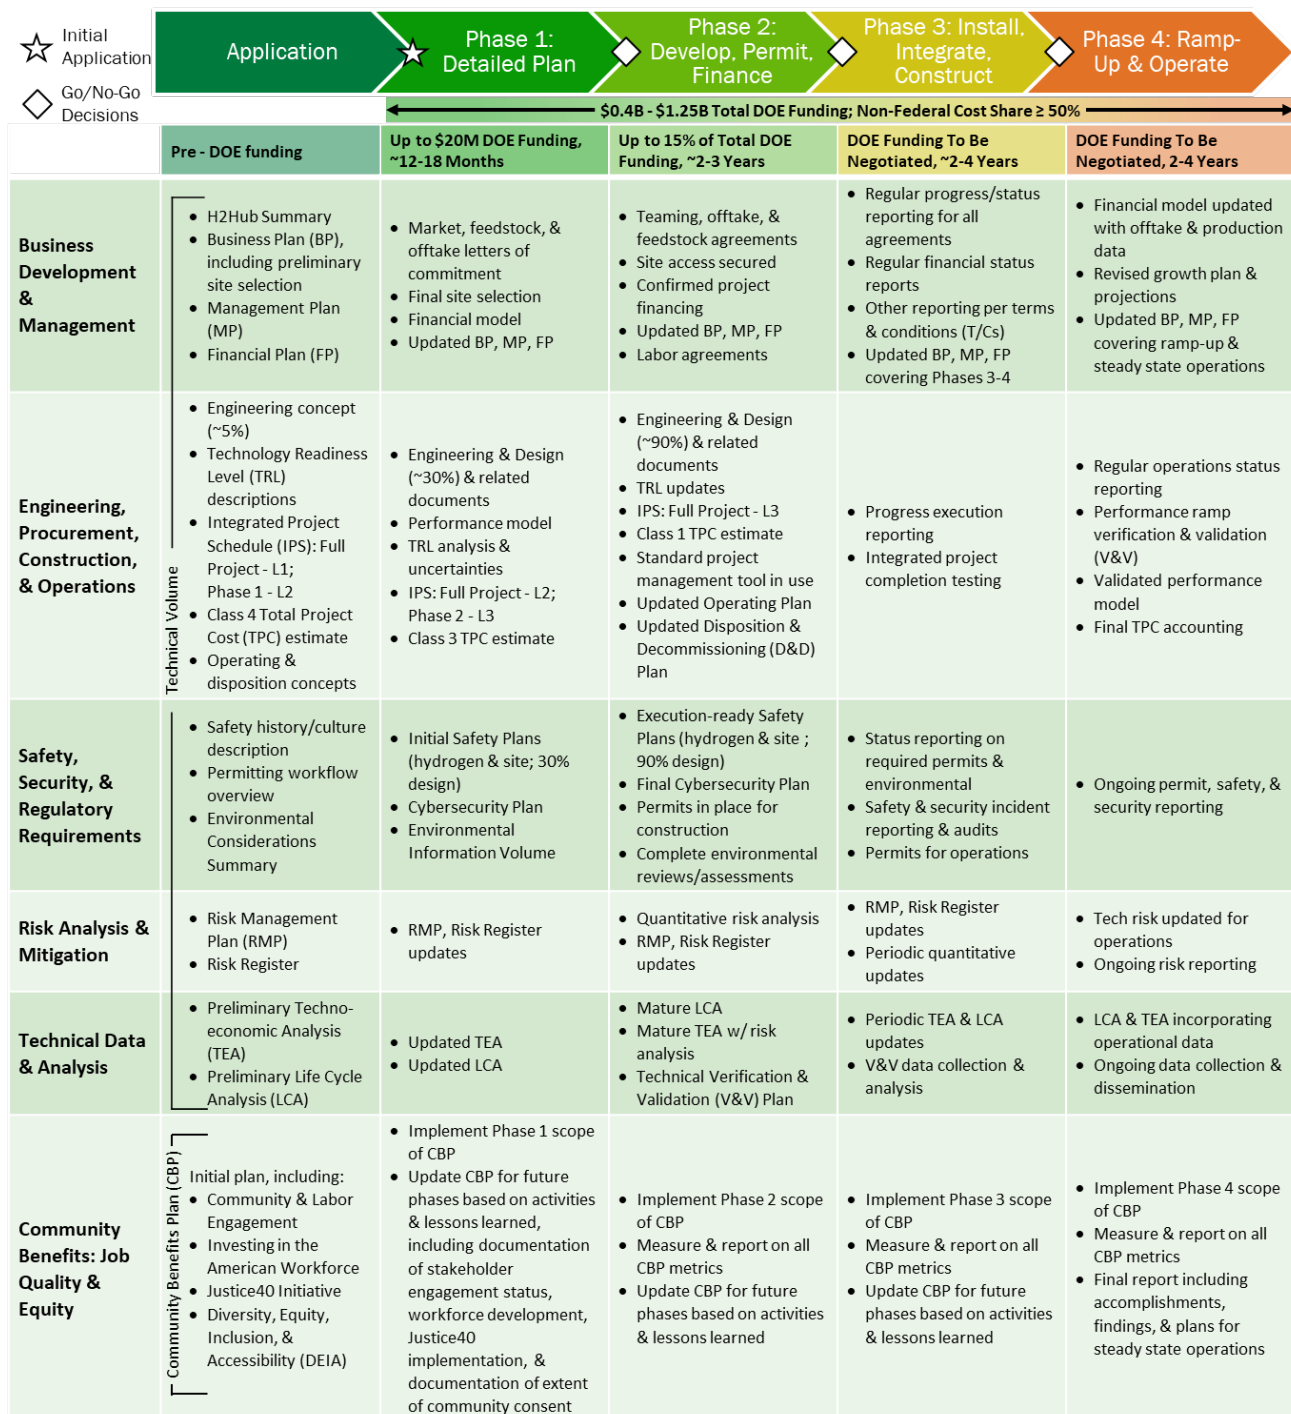 Initial
Application
Go/No-Go
Decisions
Application
Phase 1:
Detailed Plan
Phase 2:
Develop, Permit,
Finance
Phase 3: Install,
Integrate,
Construct
Phase 4: Ramp-
Up & Operate
$0.4B - $1.25B Total DOE Funding; Non-Federal Cost Share ≥ 50%
Pre - DOE funding
Up to $20M DOE Funding,
~12-18 Months
Up to 15% of Total DOE
Funding, ~2-3 Years
DOE Funding To Be
Negotiated, ~2-4 Years
DOE Funding To Be
Negotiated, 2-4 Years
Business
Development
&
Management
• H2Hub Summary
• Business Plan (BP),
including preliminary
site selection
• Management Plan
(MP)
• Financial Plan (FP)
• Market, feedstock, &
offtake letters of
commitment
• Final site selection
• Financial model
• Updated BP, MP, FP
• Teaming, offtake, &
feedstock agreements
• Site access secured
• Confirmed project
financing
• Updated BP, MP, FP
• Labor agreements
• Regular progress/status
reporting for all
agreements
• Regular financial status
reports
• Other reporting per terms
& conditions (T/Cs)
• Updated BP, MP, FP
covering Phases 3-4
• Financial model updated
with offtake & production
data
• Revised growth plan &
projections
• Updated BP, MP, FP
covering ramp-up &
steady state operations
Engineering,
Procurement,
Construction,
& Operations
Technical Volume
• Engineering concept
(~5%)
• Technology Readiness
Level (TRL)
descriptions
• Integrated Project
Schedule (IPS): Full
Project - L1;
Phase 1 - L2
• Class 4 Total Project
Cost (TPC) estimate
• Operating &
disposition concepts
• Engineering & Design
(~30%) & related
documents
• Performance model
• TRL analysis &
uncertainties
• IPS: Full Project - L2;
Phase 2 - L3
• Class 3 TPC estimate
• Engineering & Design
(~90%) & related
documents
• TRL updates
• IPS: Full Project - L3
• Class 1 TPC estimate
• Standard project
management tool in use
• Updated Operating Plan
• Updated Disposition &
Decommissioning (D&D)
Plan
• Progress execution
reporting
• Integrated project
completion testing
• Regular operations status
reporting
• Performance ramp
verification & validation
(V&V)
• Validated performance
model
• Final TPC accounting
Safety,
Security, &
Regulatory
Requirements
• Safety history/culture
description
• Permitting workflow
overview
• Environmental
Considerations
Summary
• Initial Safety Plans
(hydrogen & site; 30%
design)
• Cybersecurity Plan
• Environmental
Information Volume
• Execution-ready Safety
Plans (hydrogen & site ;
90% design)
• Final Cybersecurity Plan
• Permits in place for
construction
• Complete environmental
reviews/assessments
• Status reporting on
required permits &
environmental
• Safety & security incident
reporting & audits
• Permits for operations
• Ongoing permit, safety, &
security reporting
Risk Analysis &
Mitigation
• Risk Management
Plan (RMP)
• Risk Register
• RMP, Risk Register
updates
• Quantitative risk analysis
• RMP, Risk Register
updates
• RMP, Risk Register
updates
• Periodic quantitative
updates
• Tech risk updated for
operations
• Ongoing risk reporting
Technical Data
& Analysis
• Preliminary Techno-
economic Analysis
(TEA)
• Preliminary Life Cycle
Analysis (LCA)
• Updated TEA
• Updated LCA
• Mature LCA
• Mature TEA w/ risk
analysis
• Technical Verification &
Validation (V&V) Plan
• Periodic TEA & LCA
updates
• V&V data collection &
analysis
• LCA & TEA incorporating
operational data
• Ongoing data collection &
dissemination
Community
Benefits: Job
Quality &
Equity
Community Benefits Plan (CBP)
Initial plan, including:
• Community & Labor
Engagement
• Investing in the
American Workforce
• Justice40 Initiative
• Diversity, Equity,
Inclusion, &
Accessibility (DEIA)
• Implement Phase 1 scope
of CBP
• Update CBP for future
phases based on activities
& lessons learned,
including documentation
of stakeholder
engagement status,
workforce development,
Justice40
implementation, &
documentation of extent
of community consent
• Implement Phase 2 scope
of CBP
• Measure & report on all
CBP metrics
• Update CBP for future
phases based on activities
& lessons learned
• Implement Phase 3 scope
of CBP
• Measure & report on all
CBP metrics
• Update CBP for future
phases based on activities
& lessons learned
• Implement Phase 4 scope
of CBP
• Measure & report on all
CBP metrics
• Final report including
accomplishments,
findings, & plans for
steady state operations